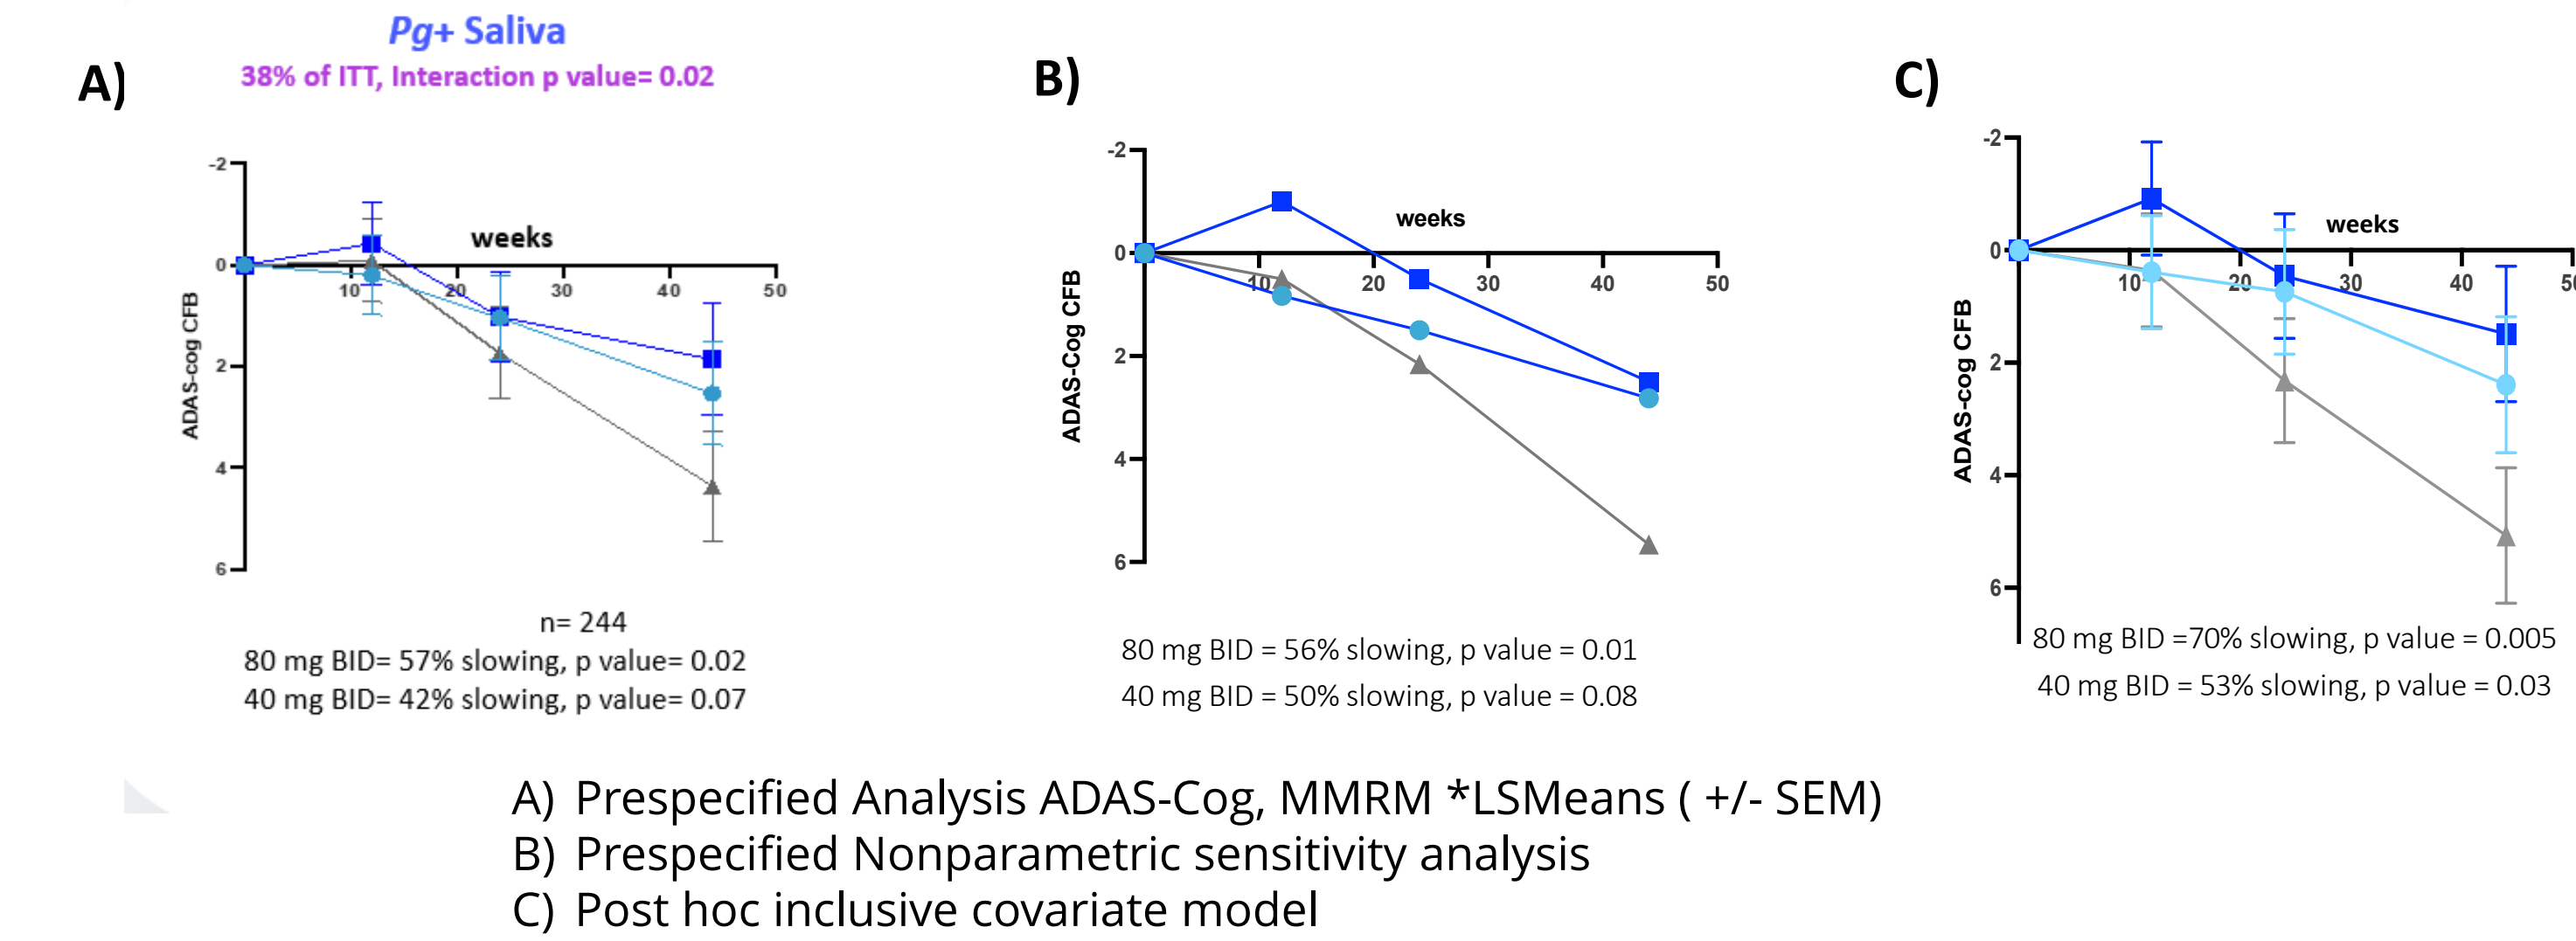 Pg+ Saliva
38% of ITT, Interaction p value= 0.02
A)
-2
0
2
4
6
10
20
30
40
50
weeks
ADAS-cog CFB
n= 244
80 mg BID= 57% slowing, p value= 0.02
40 mg BID= 42% slowing, p value= 0.07
B)
-2
0
2
4
6
10
20
30
40
50
weeks
ADAS-Cog CFB
80 mg BID = 56% slowing, p value = 0.01
40 mg BID = 50% slowing, p value = 0.08
C)
-2
0
2
4
6
10
20
30
40
weeks
ADAS-cog CFB
80 mg BID =70% slowing, p value = 0.005
40 mg BID = 53% slowing, p value = 0.03
A) Prespecified Analysis ADAS-Cog, MMRM *LSMeans ( +/- SEM)
B) Prespecified Nonparametric sensitivity analysis
C) Post hoc inclusive covariate model